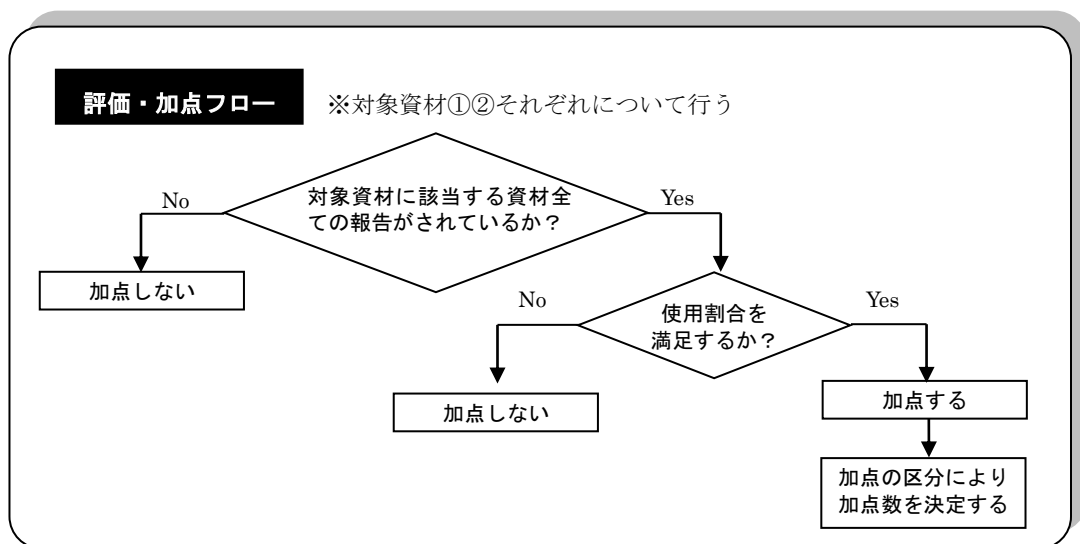 評価・加点フロー
※対象資材①②それぞれについて行う
対象資材に該当する資材全
ての報告がされているか？
No
Yes
加点しない
使用割合を
満足するか？
No
Yes
加点しない
加点する
加点の区分により
加点数を決定する